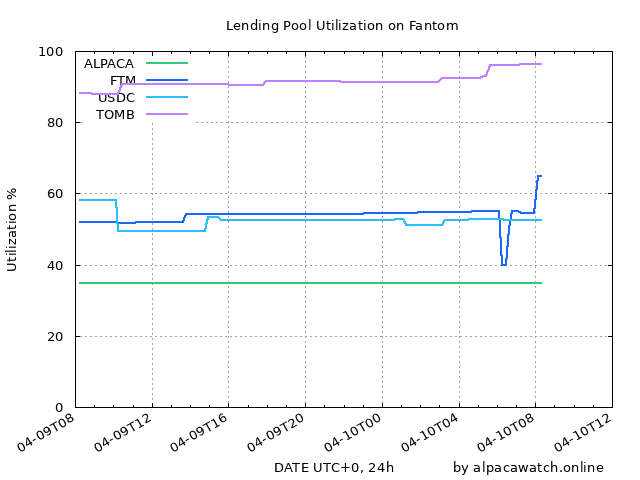 Lending Pool Utilization on Fantom
100
80
60
40
20
0
Utilization %
ALPACA
FTM
USDC
TOMB
04-09T08
04-09T12
04-09T16
04-09T20
04-10T00
04-10T04
04-10T08
04-10T12
DATE UTC+0, 24h
by alpacawatch.online